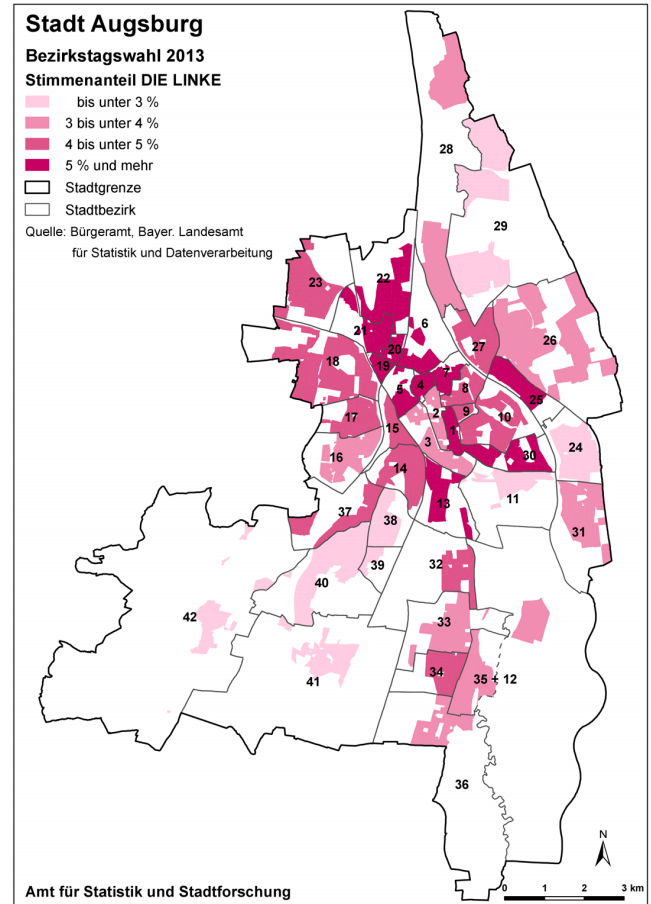 Stadt Augsburg
Bezirkstagswahl 2013
Stimmenanteil DIE LINKE
bis unter 3 %
3 bis unter 4 %
4 bis unter 5 %
5 % und mehr
Stadtgrenze
Stadtbezirk
Quelle: Bürgeramt, Bayer. Landesamt
für Statistik und Datenverarbeitung
28
29
22
23
6
21
20
26
27
18
19
7
5
4
8
25
2
9
10
17
15
1
3
24
16
30
14
11
13
37
38
31
39
32
40
42
33
34
35 + 12
41
36
N
0 1 2 3 km
Amt für Statistik und Stadtforschung